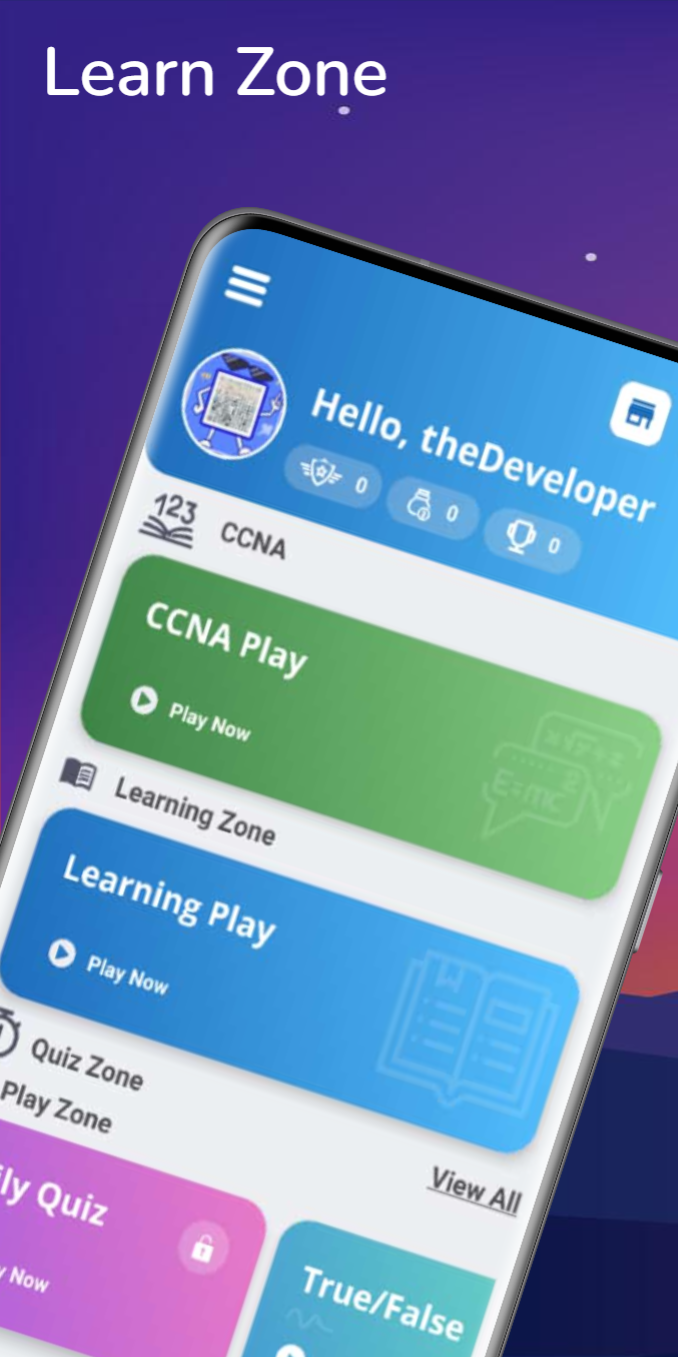 Learn Zone
Hello, theDeveloper
0
0
0
123
CCNA
CCNA Play
Play Now
Learning Zone
Learning Play
Play Now
Quiz Zone
Play Zone
View All
ily Quiz
y Now
True/False